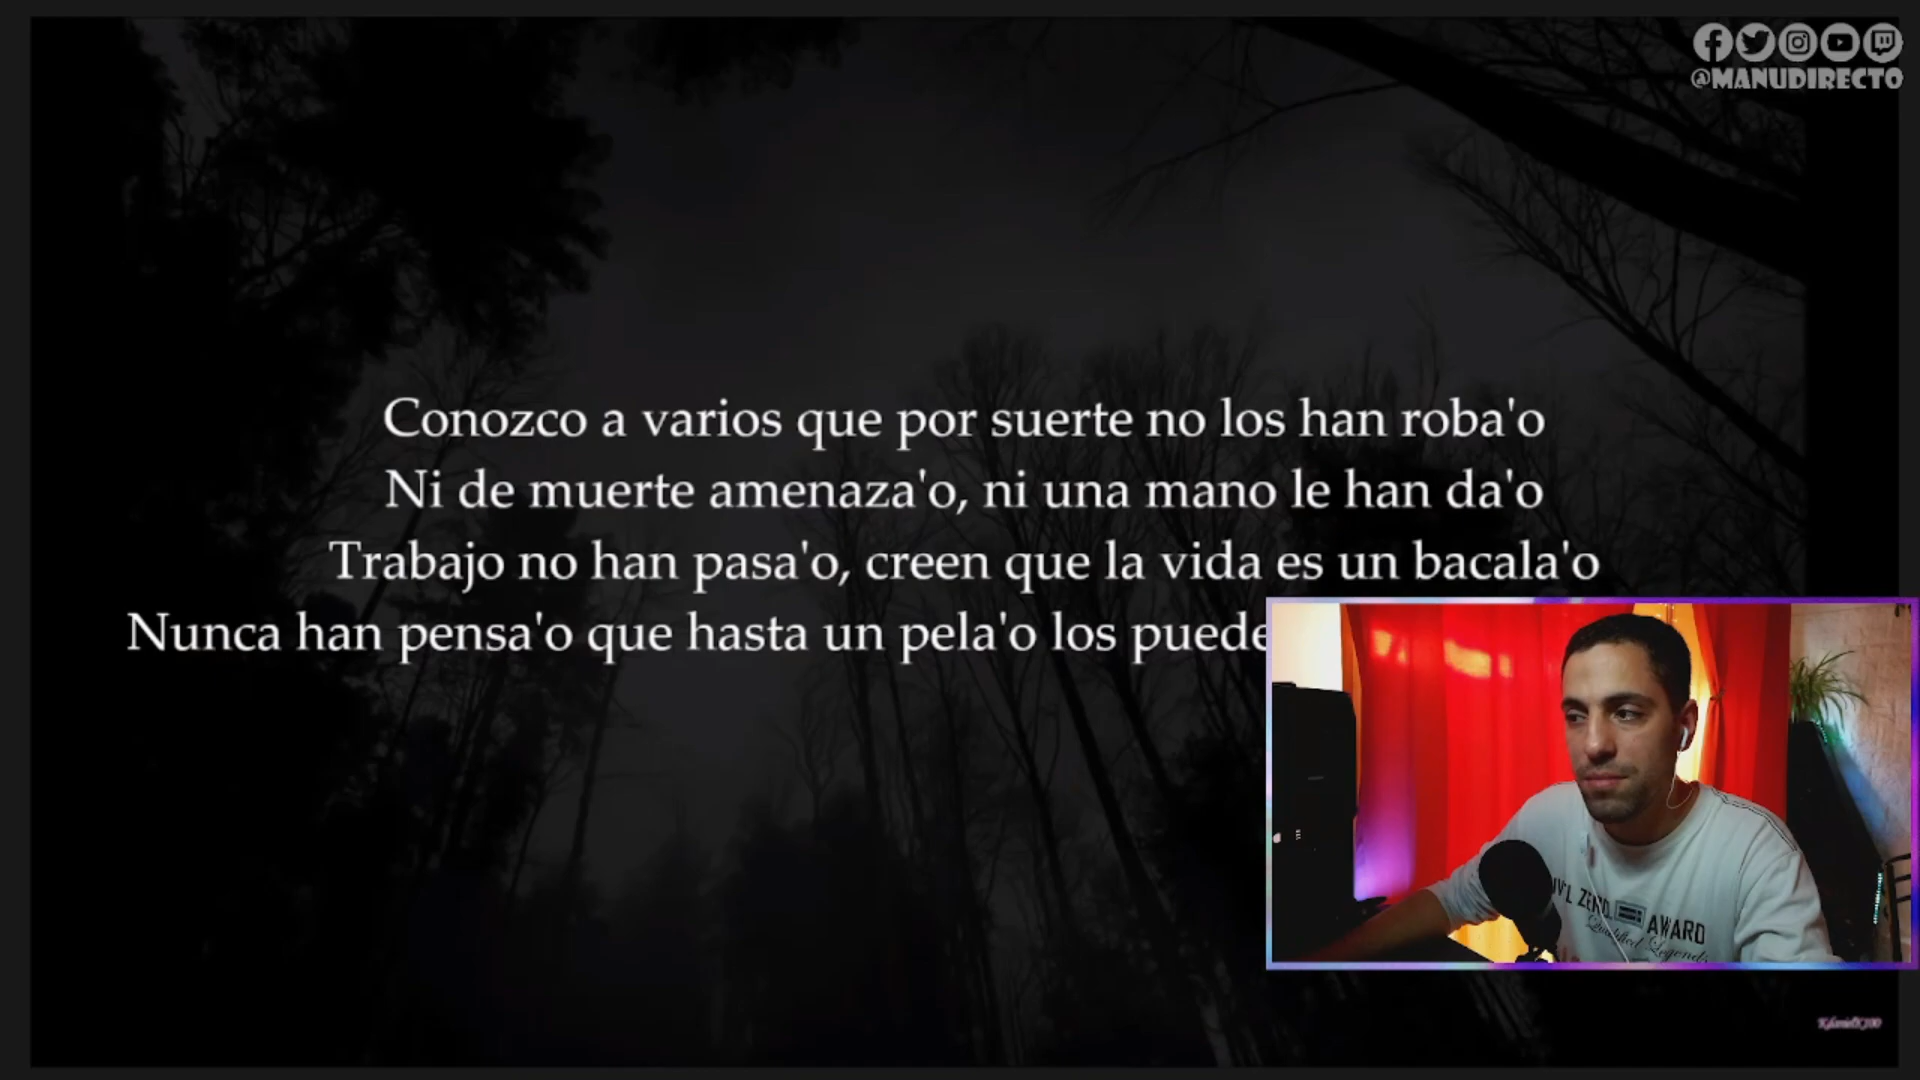 @MANUDIRECTO
Conozco a varios que por suerte no los han roba'o
Ni de muerte amenaza'o, ni una mano le han da'o
Trabajo no han pasa'o, creen que la vida es un bacala'o
Nunca han pensa'o que hasta un pela'o los puede
AWARD